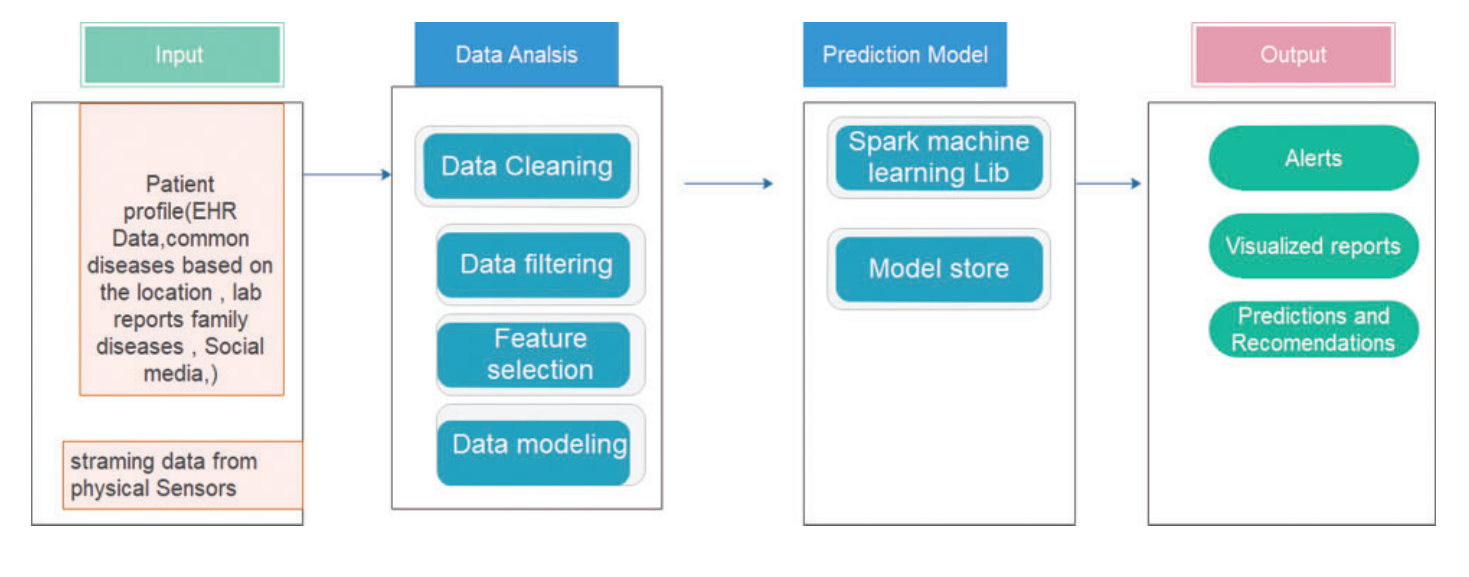 Input
Patient
profile(EHR
Data,common
diseases based on
the location , lab
reports family
diseases , Social
media,)
straming data from
physical Sensors
Data Analsis
Data Cleaning
Data filtering
Feature
selection
Data modeling
Prediction Model
Spark machine
learning Lib
Model store
Output
Alerts
Visualized reports
Predictions and
Recomendations